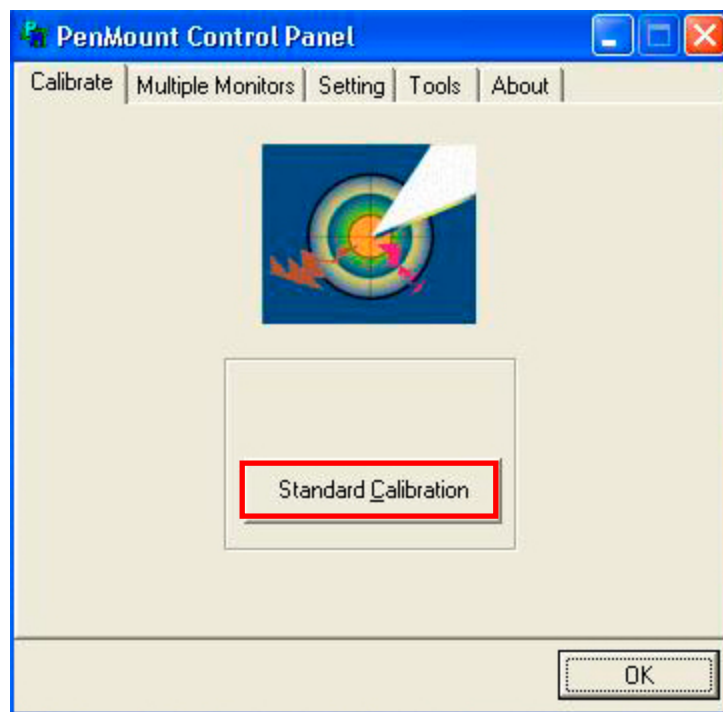 PenMount Control Panel
Calibrate Multiple Monitors Setting Tools About
Standard Calibration
OK